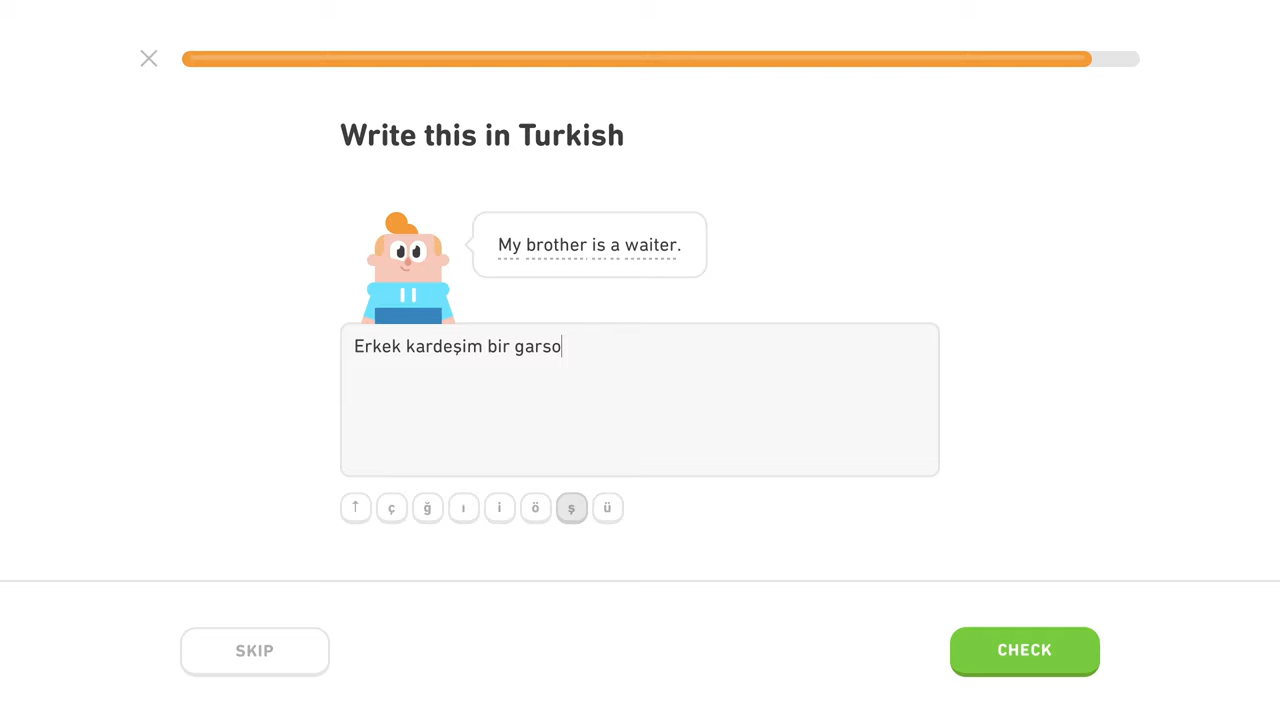 Write this in Turkish
My brother is a waiter.
Erkek kardeşim bir garso
↑ ç ğ ı i ö ş ü
SKIP
CHECK